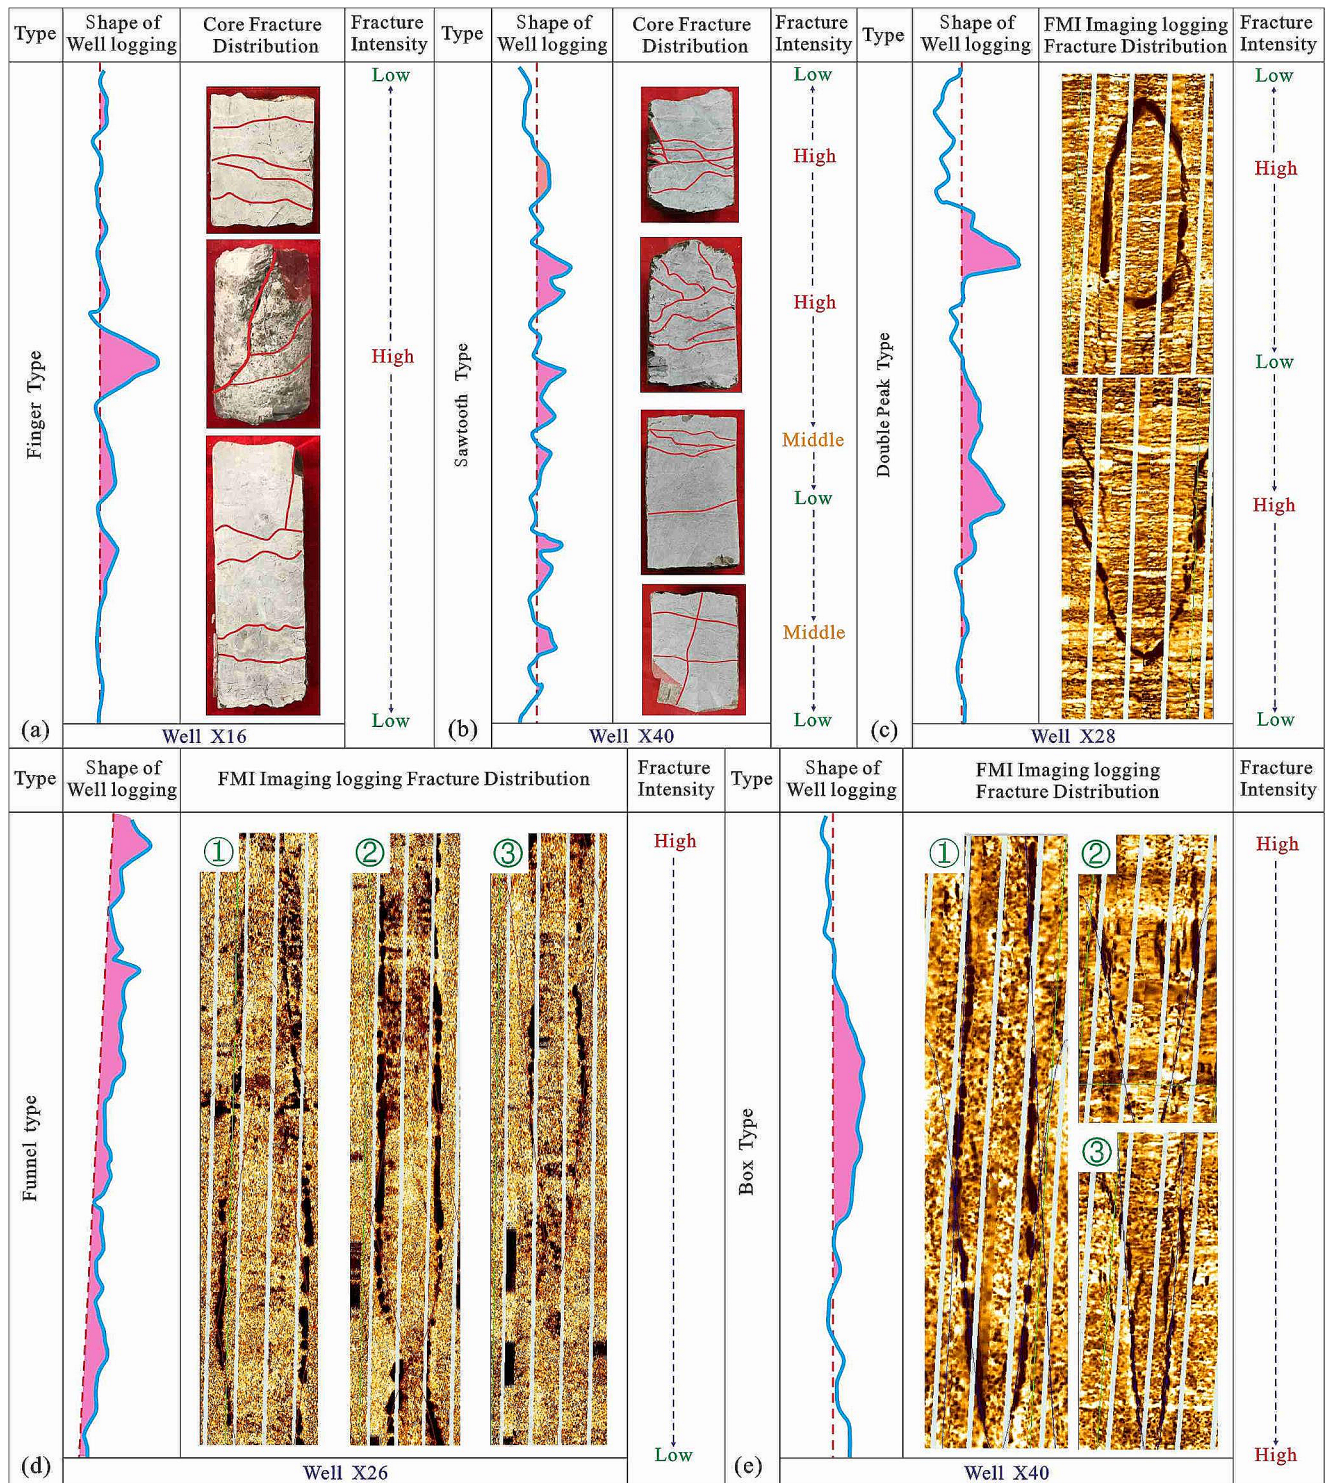 Type
Shape of
Well logging
Core Fracture
Distribution
Fracture
Intensity
Finger Type
Low
High
Low
(a)
Well X16
Type
Shape of
Well logging
Core Fracture
Distribution
Fracture
Intensity
Sawtooth Type
Low
High
High
Middle
Low
Middle
Low
(b)
Well X40
Type
Shape of
Well logging
FMI Imaging logging
Fracture Distribution
Fracture
Intensity
Double Peak Type
Low
High
Low
High
Low
(c)
Well X28
Type
Shape of
Well logging
FMI Imaging logging Fracture Distribution
Fracture
Intensity
Funnel type
①
②
③
High
Low
(d)
Well X26
Type
Shape of
Well logging
FMI Imaging logging
Fracture Distribution
Fracture
Intensity
Box Type
①
②
③
High
High
(e)
Well X40